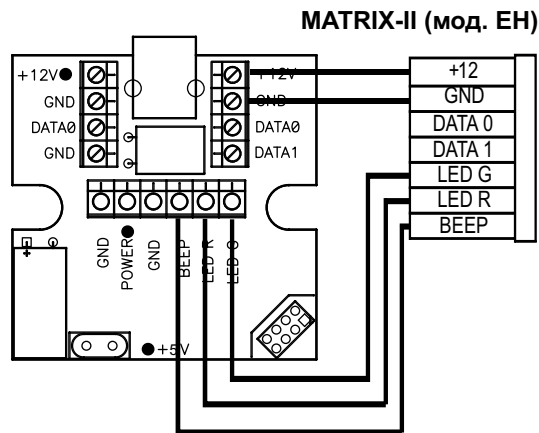 MATRIX-II (мод. EH)
+12V
GND
DATA0
GND
+12V
GND
DATA0
DATA1
GND
POWER
GND
BEEP
LED R
LED G
+
+5V
+12
GND
DATA 0
DATA 1
LED G
LED R
BEEP